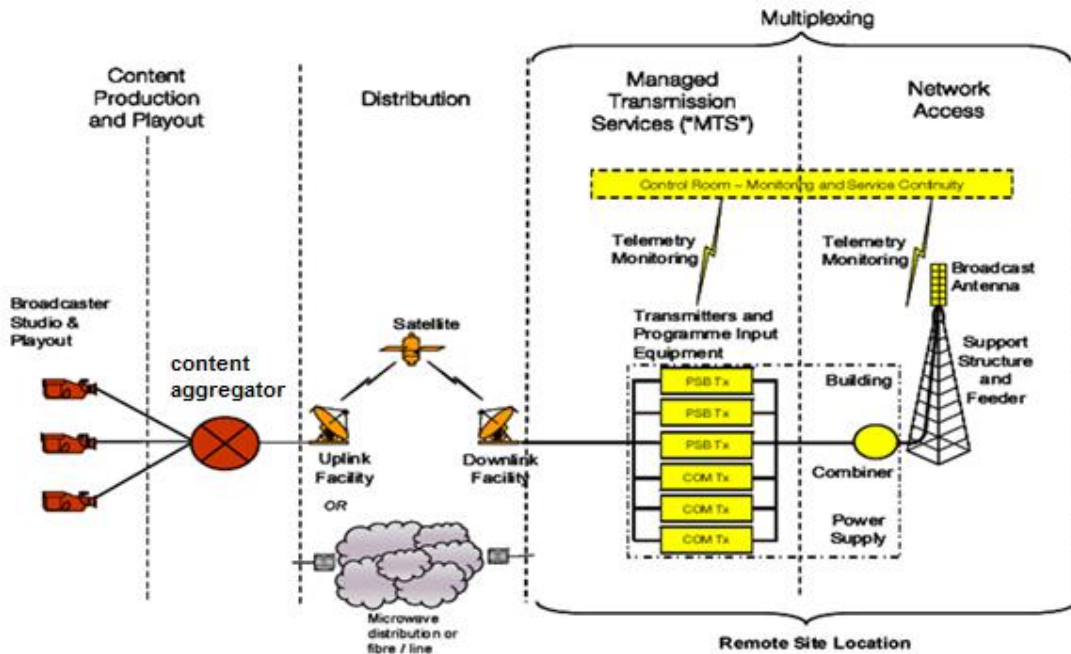 Multiplexing
Content
Production
and Playout
Distribution
Managed
Transmission
Services ("MTS")
Network
Access
Control Room – Monitoring and Service Continuity
Telemetry
Monitoring
Telemetry
Monitoring
Broadcast
Antenna
Broadcaster
Studio &
Playout
content
aggregator
Satellite
Transmitters and
Programme Input
Equipment
Support
Structure
and
Feeder
PSB Tx
PSB Tx
PSB Tx
COM Tx
COM Tx
COM Tx
Building
Uplink
Facility
Downlink
Facility
Combiner
OR
Power
Supply
Microwave
distribution or
fibre / line
Remote Site Location